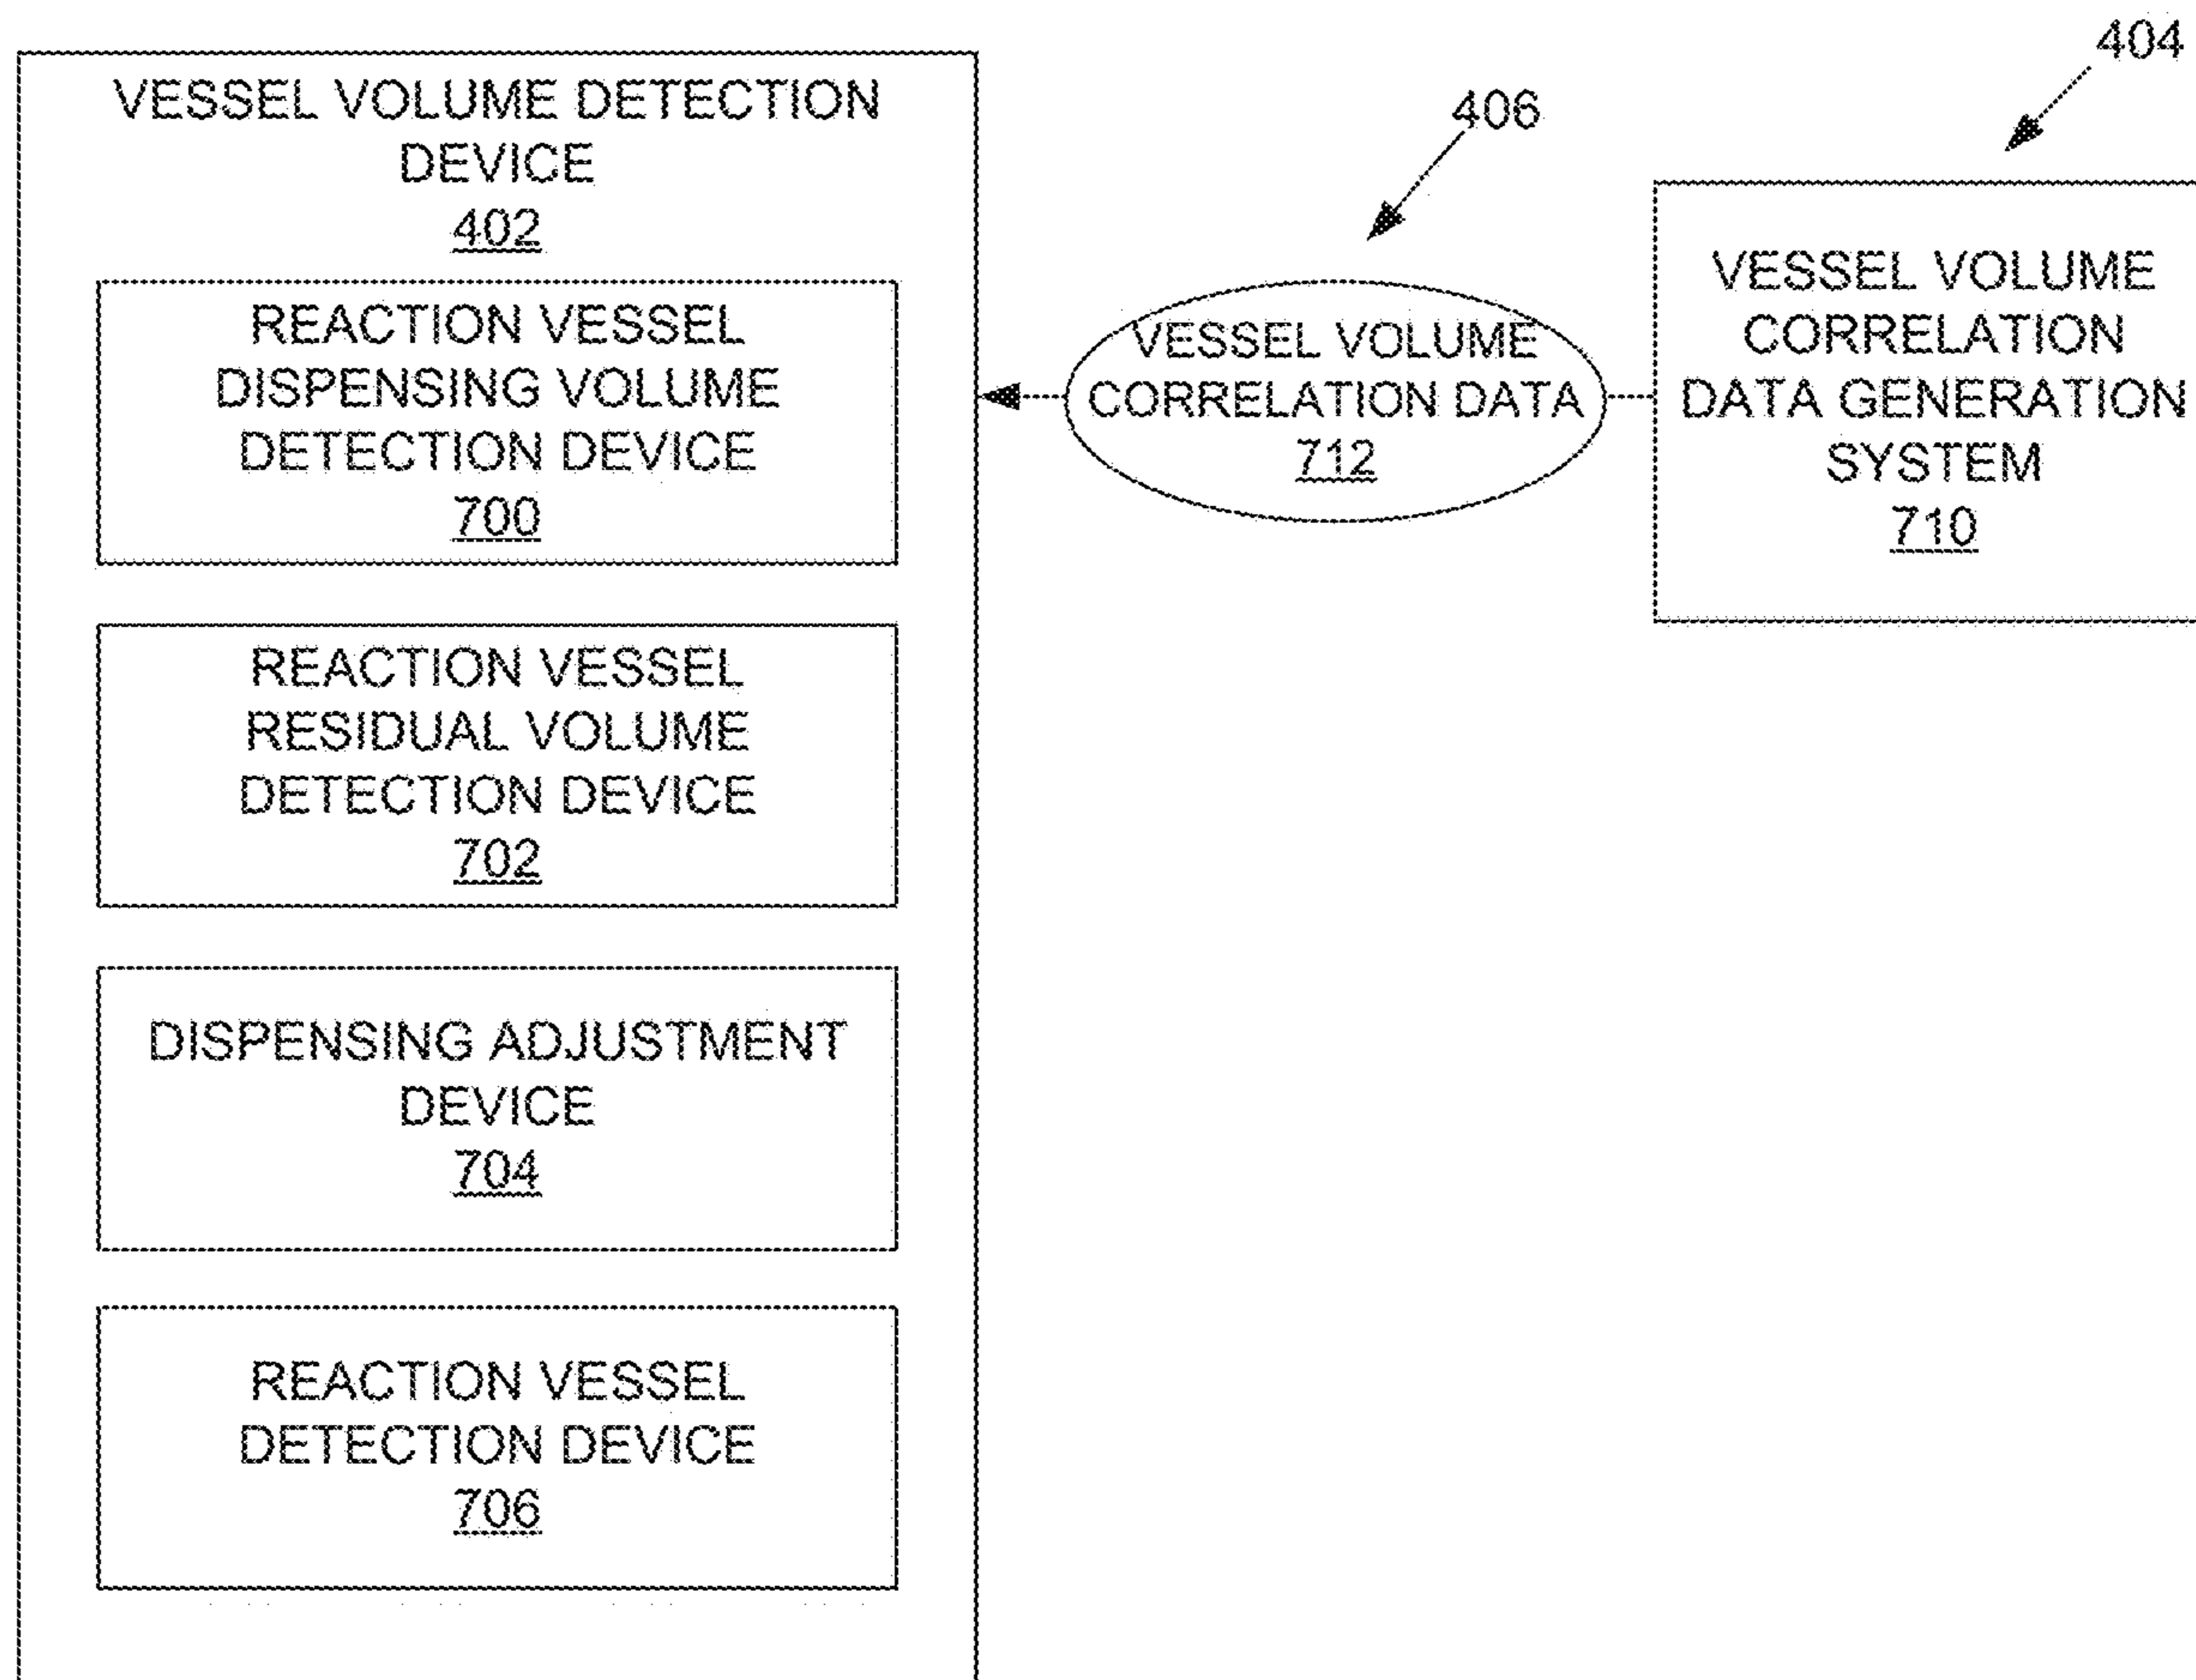 VESSEL VOLUME DETECTION
DEVICE
402
REACTION VESSEL
DISPENSING VOLUME
DETECTION DEVICE
700
REACTION VESSEL
RESIDUAL VOLUME
DETECTION DEVICE
702
DISPENSING ADJUSTMENT
DEVICE
704
REACTION VESSEL
DETECTION DEVICE
706
406
VESSEL VOLUME
CORRELATION DATA
712
404
VESSEL VOLUME
CORRELATION
DATA GENERATION
SYSTEM
710